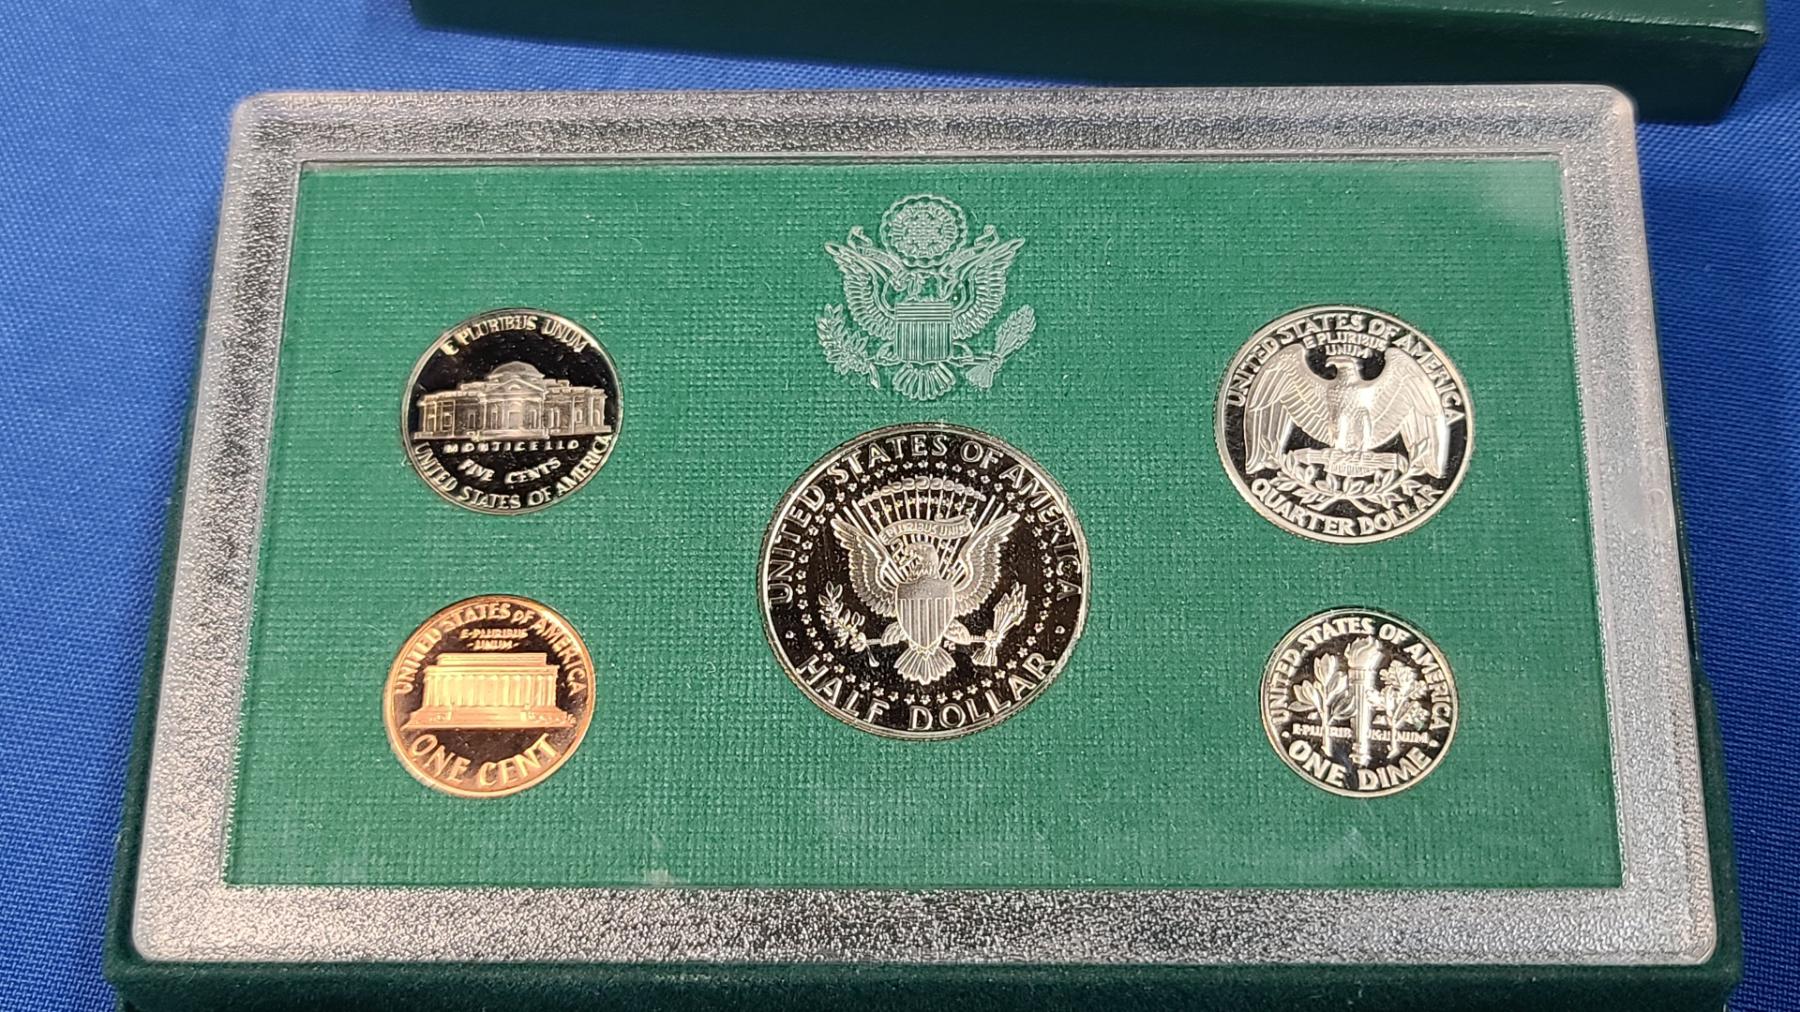 E PLURIBUS UNUM
MONTICELLO
FIVE CENTS
UNITED STATES OF AMERICA
UNITED STATES OF AMERICA
E PLURIBUS UNUM
HALF DOLLAR
UNITED STATES OF AMERICA
E PLURIBUS
UNUM
QUARTER DOLLAR
UNITED STATES OF AMERICA
E·PLURIBUS
·UNUM·
ONE CENT
UNITED STATES OF AMERICA
E·PLURIB US·UNUM
· ONE DIME ·